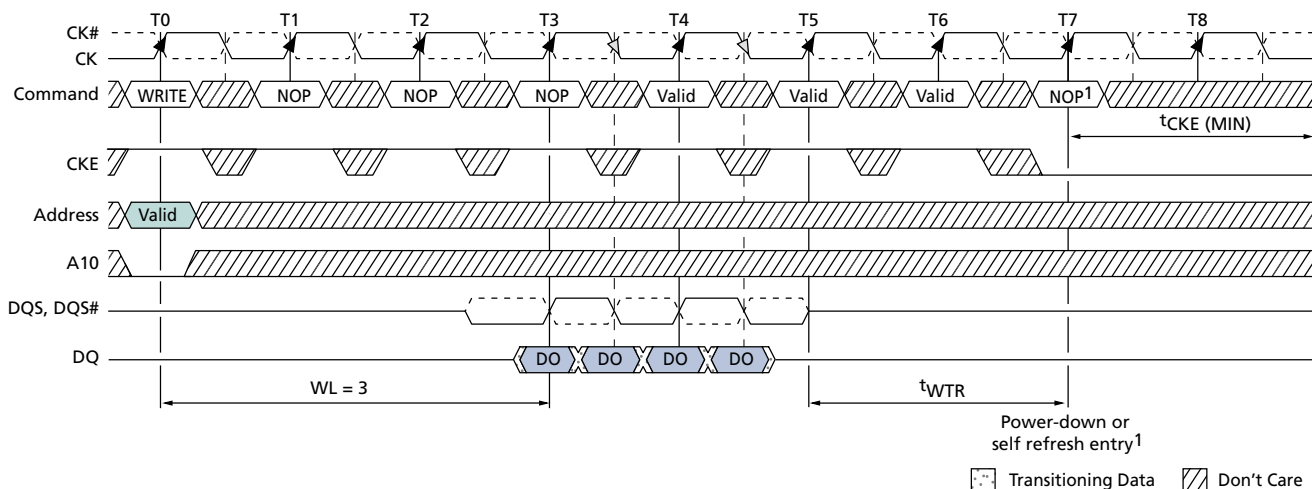 T0 T1 T2 T3 T4 T5 T6 T7 T8
CK#
CK
Command WRITE NOP NOP NOP Valid Valid Valid NOP1
tCKE (MIN)
CKE
Address Valid
A10
DQS, DQS#
DQ DO DO DO DO
WL = 3 tWTR
Power-down or
self refresh entry1
Transitioning Data Don't Care